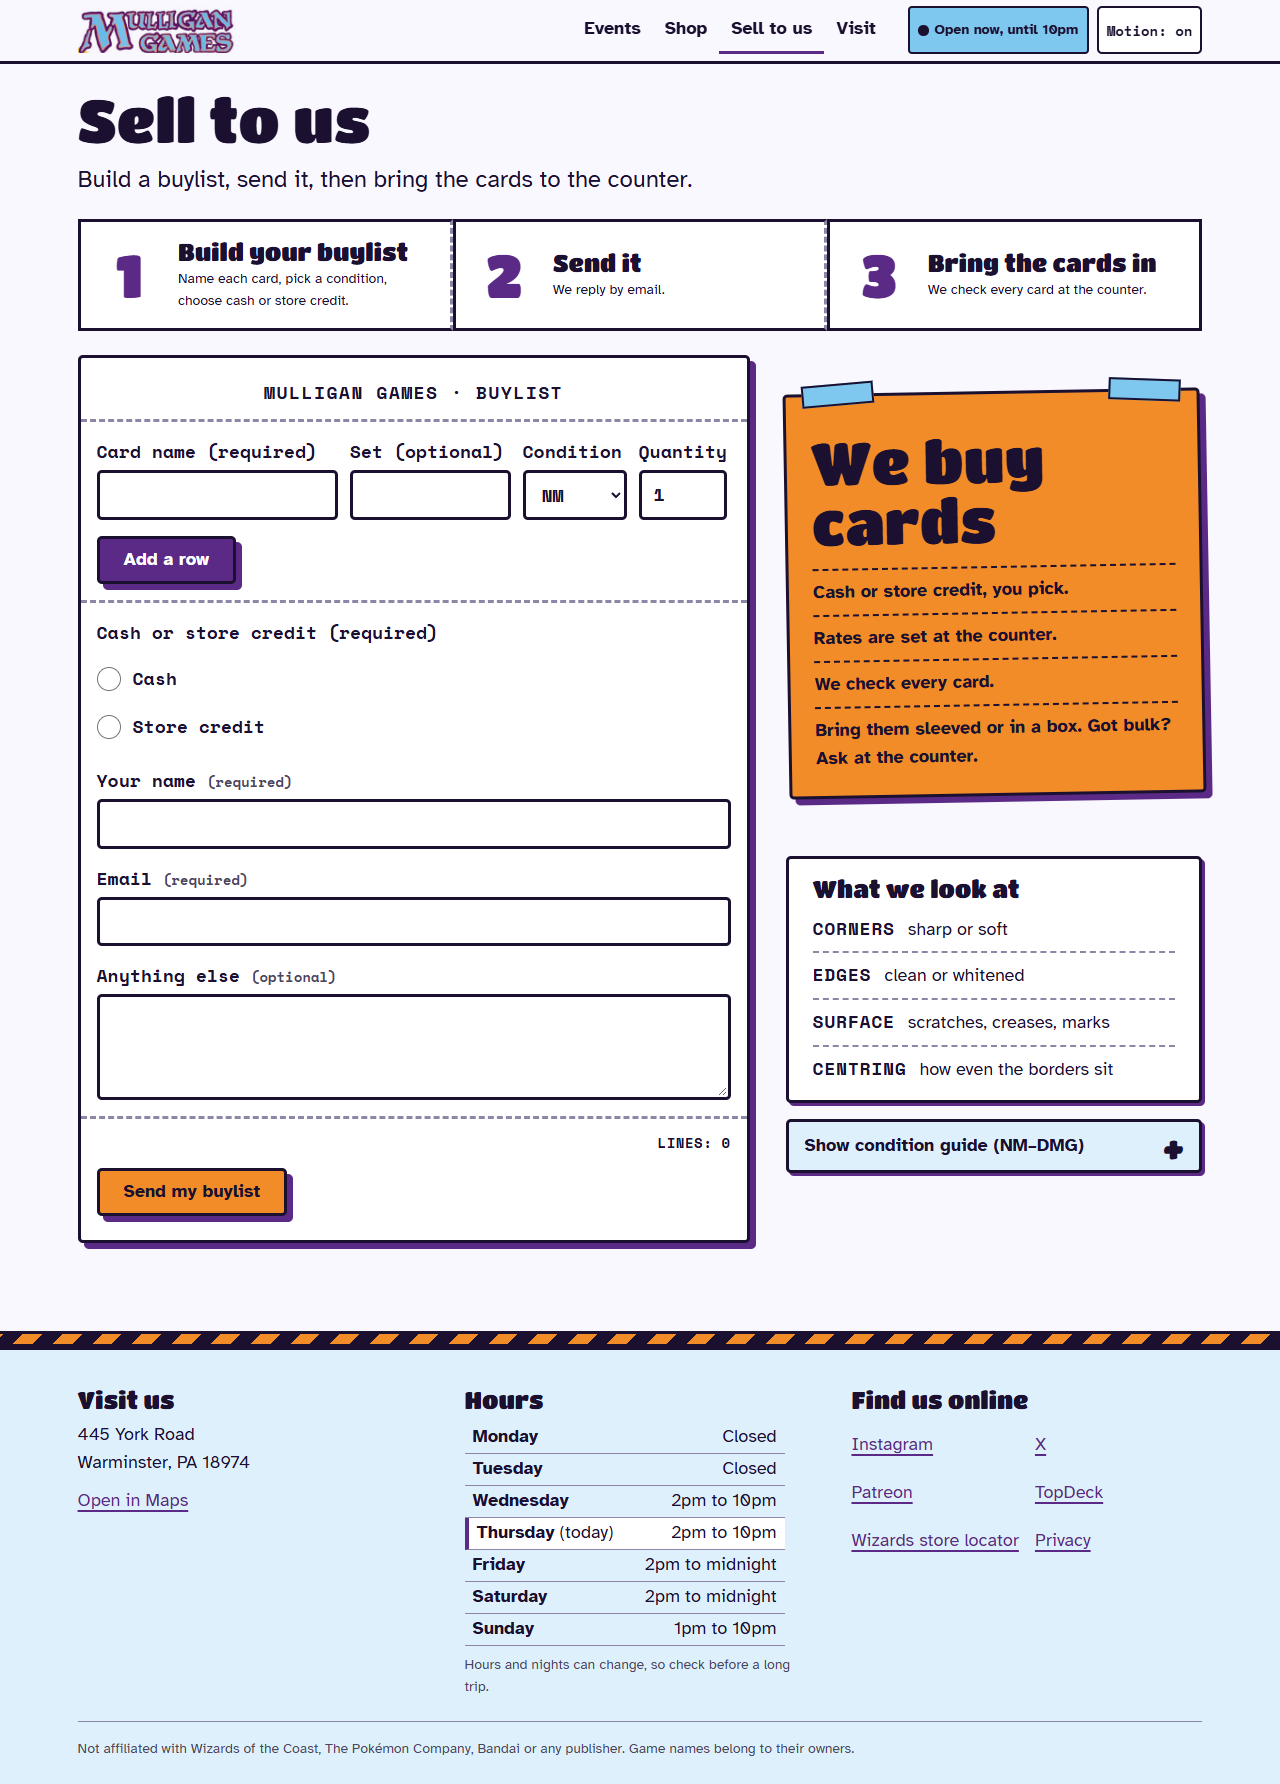 MULLIGAN GAMES
Events Shop Sell to us Visit
Open now, until 10pm
Motion: on
Sell to us
Build a buylist, send it, then bring the cards to the counter.
1
Build your buylist
Name each card, pick a condition,
choose cash or store credit.
2
Send it
We reply by email.
3
Bring the cards in
We check every card at the counter.
MULLIGAN GAMES · BUYLIST
Card name (required) Set (optional) Condition Quantity
NM 1
Add a row
Cash or store credit (required)
Cash
Store credit
Your name (required)
Email (required)
Anything else (optional)
LINES: 0
Send my buylist
We buy
cards
Cash or store credit, you pick.
Rates are set at the counter.
We check every card.
Bring them sleeved or in a box. Got bulk?
Ask at the counter.
What we look at
CORNERS sharp or soft
EDGES clean or whitened
SURFACE scratches, creases, marks
CENTRING how even the borders sit
Show condition guide (NM–DMG)
Visit us
445 York Road
Warminster, PA 18974
Open in Maps
Hours
Monday Closed
Tuesday Closed
Wednesday 2pm to 10pm
Thursday (today) 2pm to 10pm
Friday 2pm to midnight
Saturday 2pm to midnight
Sunday 1pm to 10pm
Hours and nights can change, so check before a long
trip.
Find us online
Instagram X
Patreon TopDeck
Wizards store locator Privacy
Not affiliated with Wizards of the Coast, The Pokémon Company, Bandai or any publisher. Game names belong to their owners.